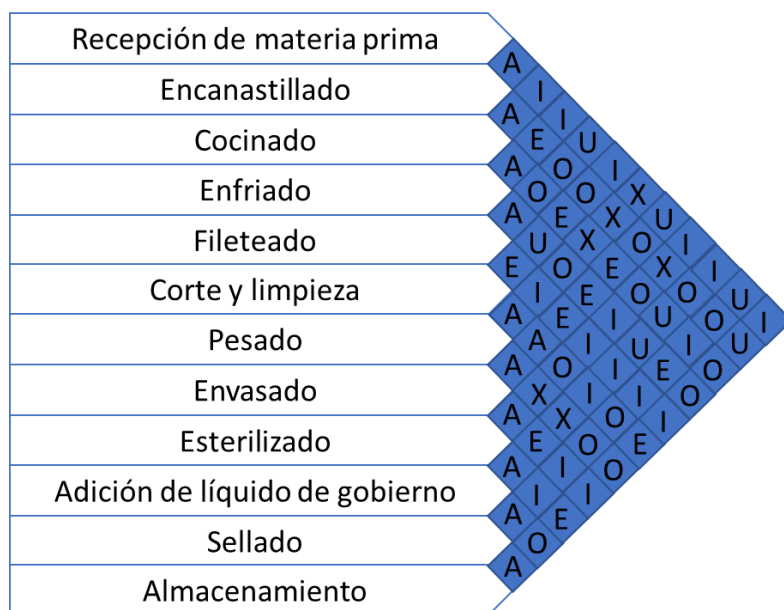 Recepción de materia prima
Encanastillado
Cocinado
Enfriado
Fileteado
Corte y limpieza
Pesado
Envasado
Esterilizado
Adición de líquido de gobierno
Sellado
Almacenamiento
A I I U I X U I I U I
A E O O X O X O O U
A O E X E O U I O
A U O E I U E O
E I E I I I I
A A O I O E
A X X O O
A E I I
A I E
A O
A